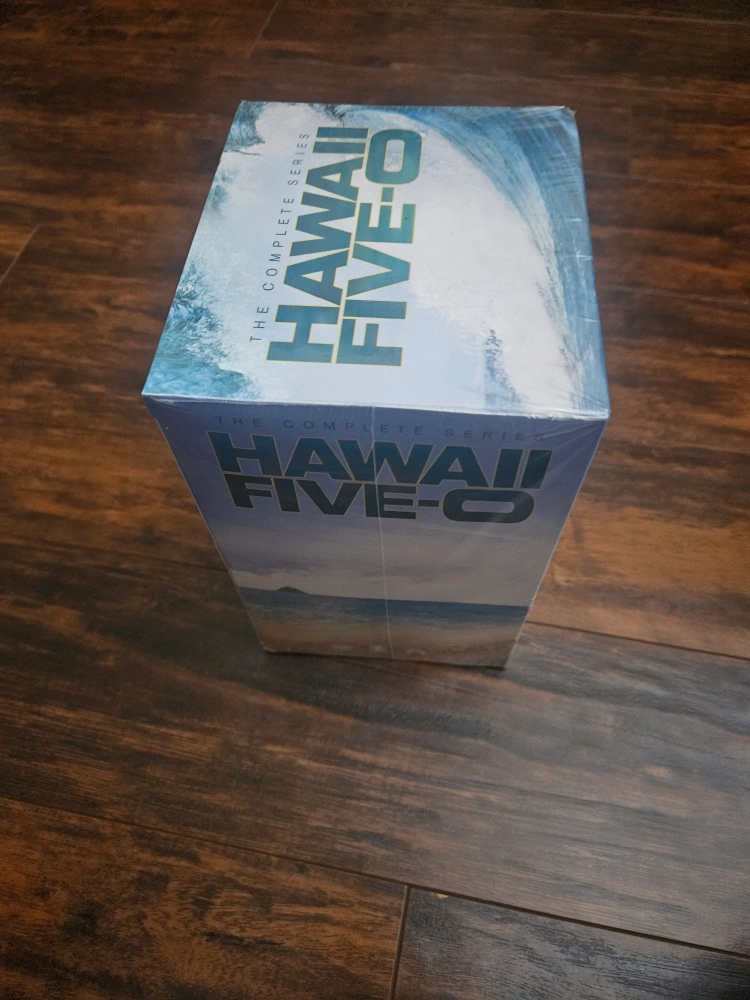 THE COMPLETE SERIES
HAWAII
FIVE-O
THE COMPLETE SERIES
HAWAII
FIVE-O